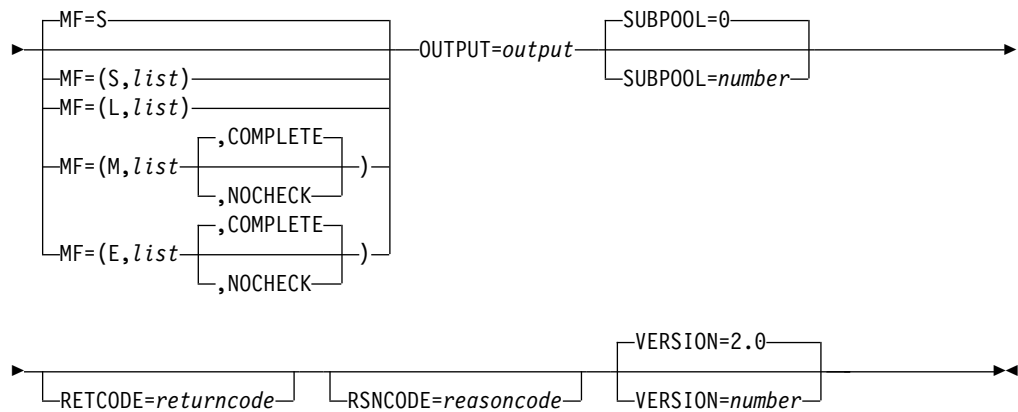 MF=S
SUBPOOL=0
OUTPUT=output
MF=(S,list)
SUBPOOL=number
MF=(L,list)
,COMPLETE
MF=(M,list )
,NOCHECK
,COMPLETE
MF=(E,list )
,NOCHECK
VERSION=2.0
RETCODE=returncode RSNCODE=reasoncode VERSION=number